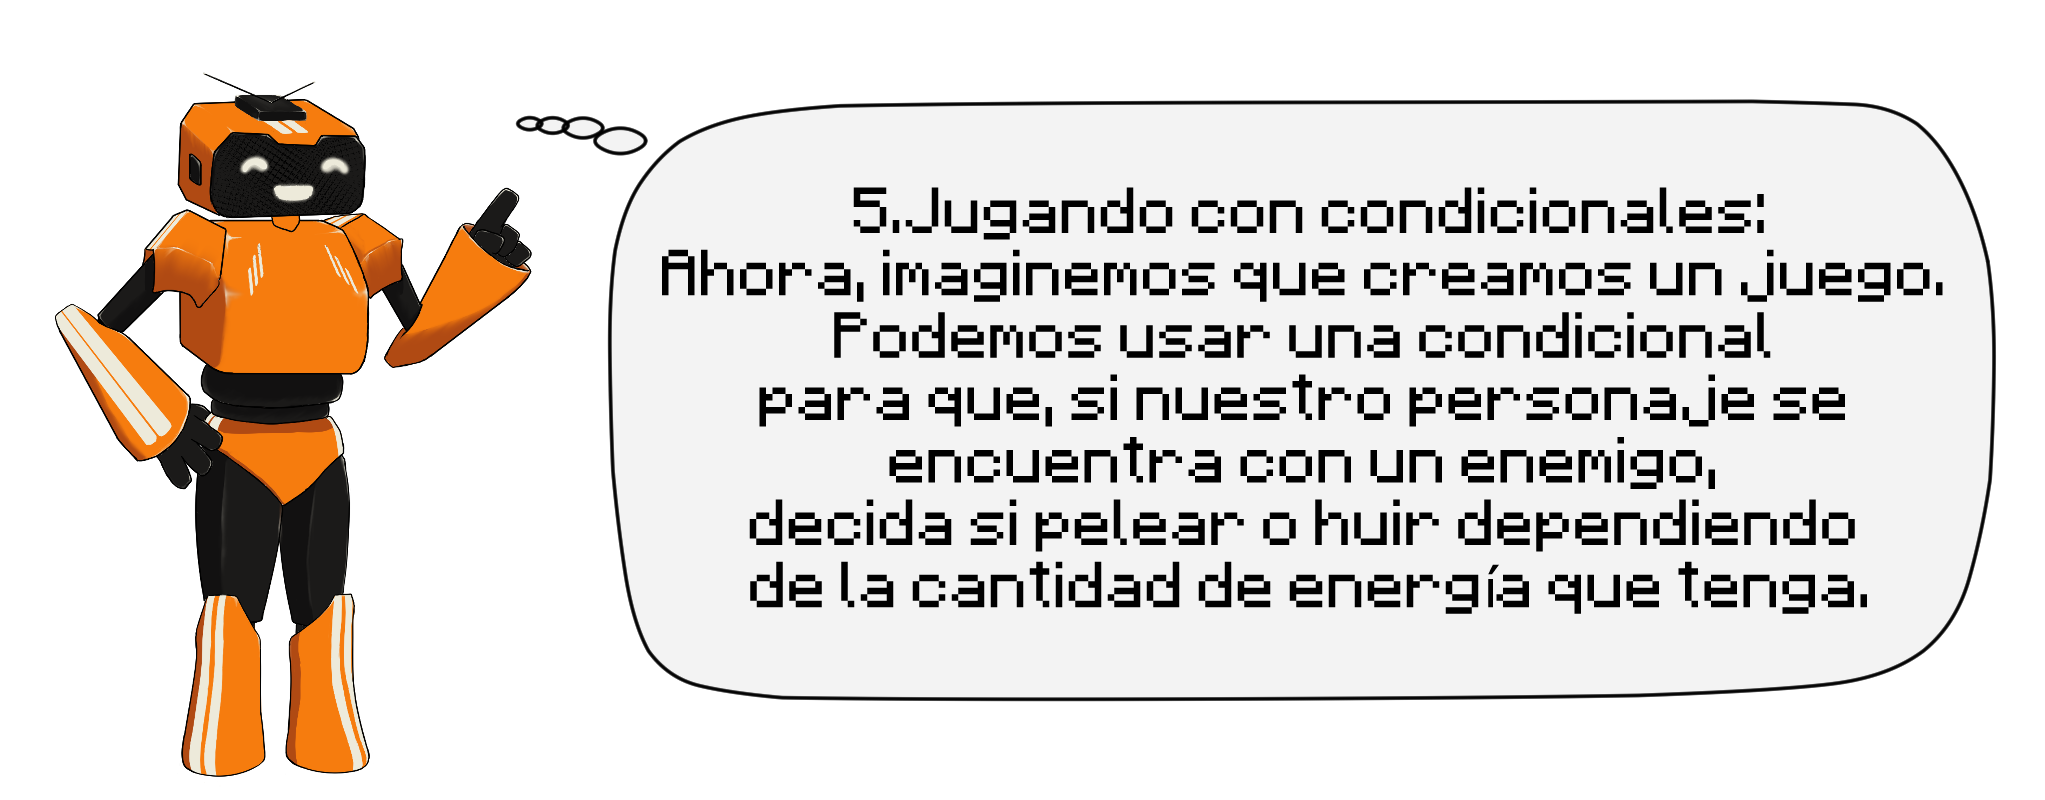 5.Jugando con condicionales:
Ahora, imaginemos que creamos un juego.
Podemos usar una condicional
para que, si nuestro personaje se
encuentra con un enemigo,
decida si pelear o huir dependiendo
de la cantidad de energía que tenga.